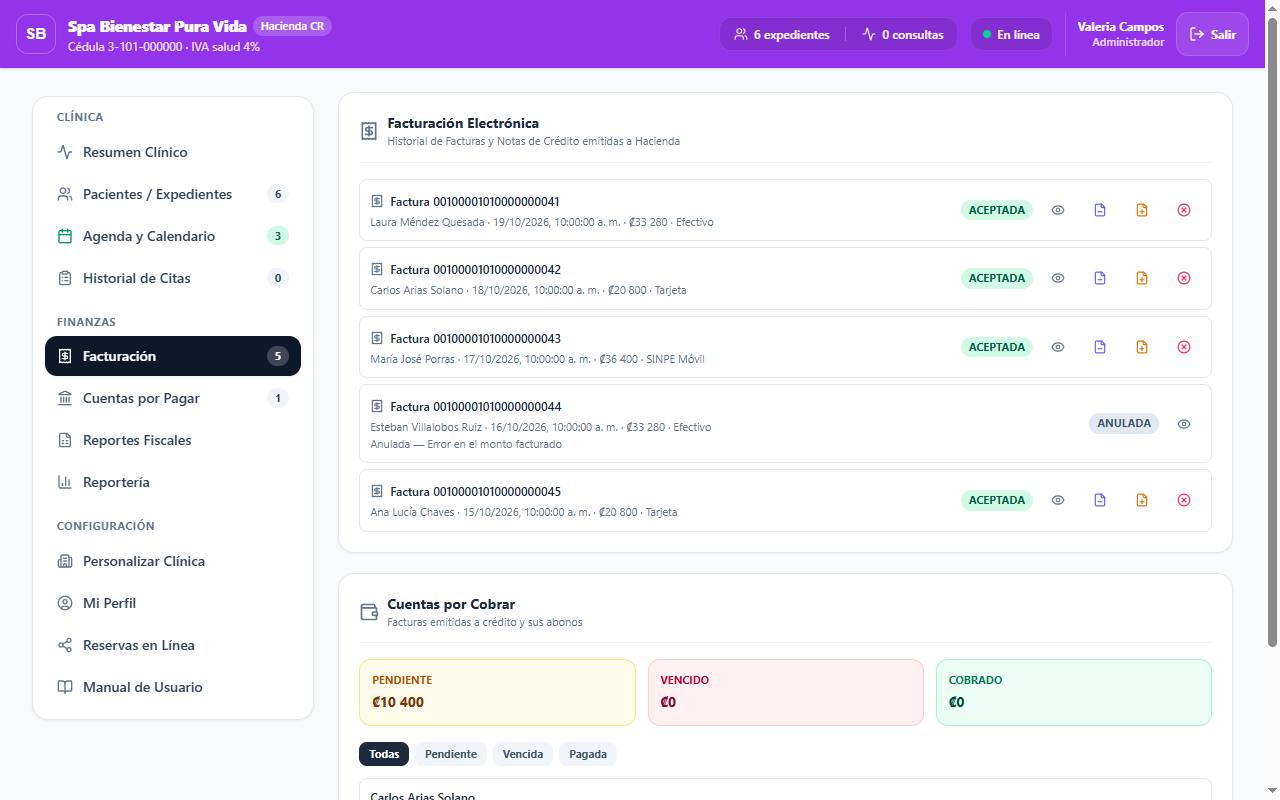 SB
Spa Bienestar Pura Vida
Hacienda CR
Cédula 3-101-000000 · IVA salud 4%
6 expedientes
0 consultas
En línea
Valeria Campos
Administrador
Salir
CLÍNICA
Resumen Clínico
Pacientes / Expedientes 6
Agenda y Calendario 3
Historial de Citas 0
FINANZAS
Facturación 5
Cuentas por Pagar 1
Reportes Fiscales
Reportería
CONFIGURACIÓN
Personalizar Clínica
Mi Perfil
Reservas en Línea
Manual de Usuario
Facturación Electrónica
Historial de Facturas y Notas de Crédito emitidas a Hacienda
Factura 00100001010000000041
Laura Méndez Quesada · 19/10/2026, 10:00:00 a. m. · ₡33 280 · Efectivo
ACEPTADA
Factura 00100001010000000042
Carlos Arias Solano · 18/10/2026, 10:00:00 a. m. · ₡20 800 · Tarjeta
ACEPTADA
Factura 00100001010000000043
María José Porras · 17/10/2026, 10:00:00 a. m. · ₡36 400 · SINPE Móvil
ACEPTADA
Factura 00100001010000000044
Esteban Villalobos Ruiz · 16/10/2026, 10:00:00 a. m. · ₡33 280 · Efectivo
Anulada — Error en el monto facturado
ANULADA
Factura 00100001010000000045
Ana Lucía Chaves · 15/10/2026, 10:00:00 a. m. · ₡20 800 · Tarjeta
ACEPTADA
Cuentas por Cobrar
Facturas emitidas a crédito y sus abonos
PENDIENTE
₡10 400
VENCIDO
₡0
COBRADO
₡0
Todas
Pendiente
Vencida
Pagada
Carlos Arias Solano